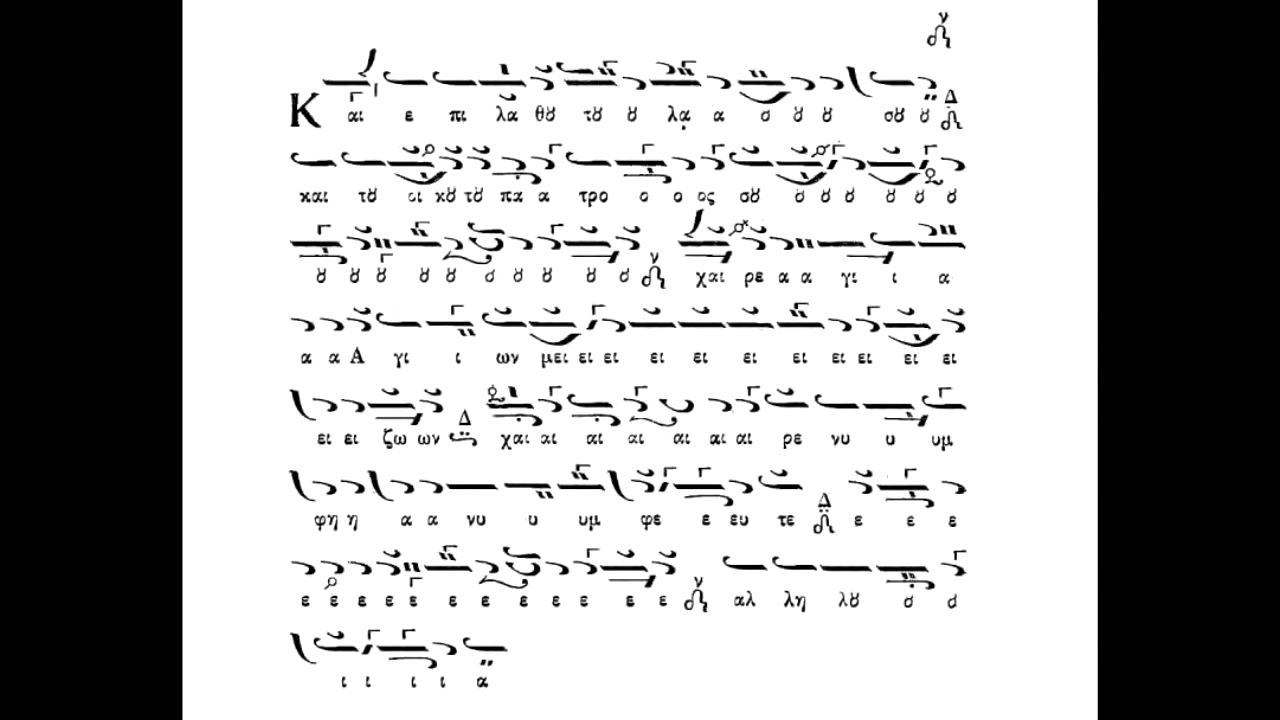 Και ε πι λα θȣ τȣ ȣ λα α σ ȣ ȣ σȣ ȣ
και τȣ οι κȣ τȣ πα α τρο ο ο ος σȣ ȣ ȣ ȣ ȣ ȣ ȣ
ȣ ȣ ȣ ȣ ȣ ȣ ȣ ȣ ȣ ȣ χαι ρε α α γι ι α
α α Α γι ι ων μει ει ει ει ει ει ει ει ει ει ει
ει ει ζω ων χαι αι αι αι αι αι αι ρε νυ υ υμ
φη η α α νυ υ υμ φε ε ευ τε ε ε ε
ε ε ε ε ε ε ε ε ε ε ε ε αλ λη λȣ ȣ ȣ
ι ι ι ι α